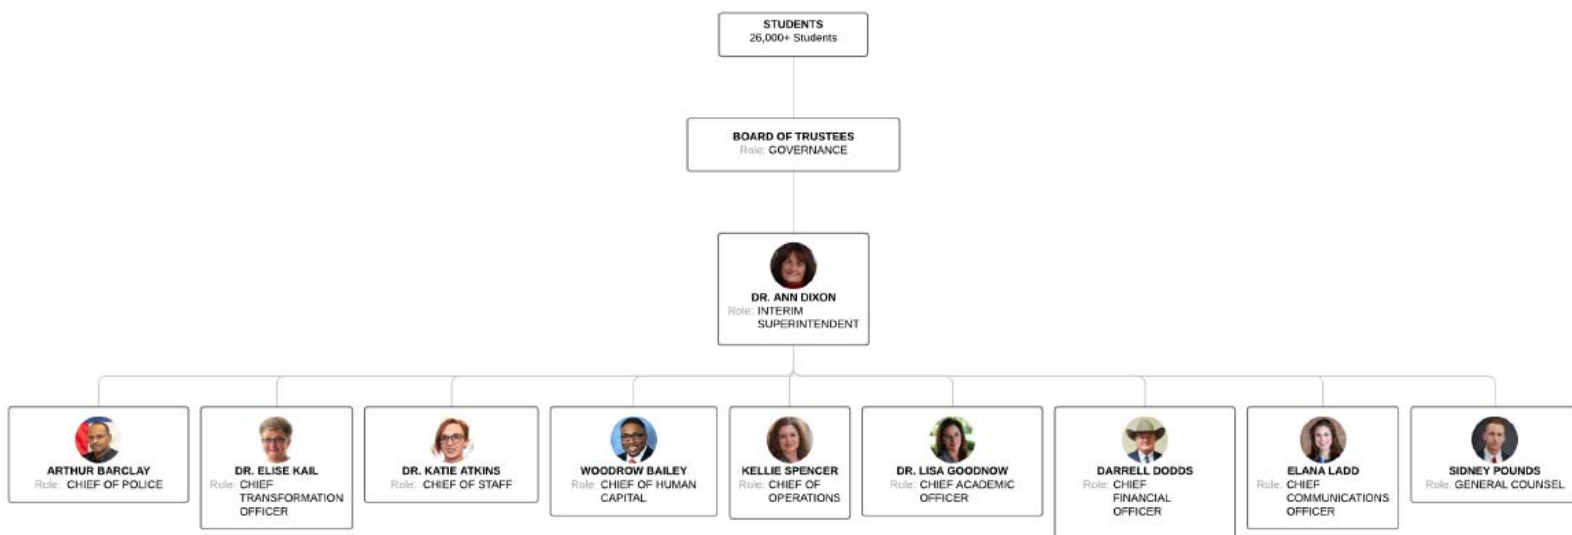 STUDENTS
26,000+ Students
BOARD OF TRUSTEES
Role: GOVERNANCE
DR. ANN DIXON
Role: INTERIM
SUPERINTENDENT
ARTHUR BARCLAY
Role: CHIEF OF POLICE
DR. ELISE KAIL
Role: CHIEF
TRANSFORMATION
OFFICER
DR. KATIE ATKINS
Role: CHIEF OF STAFF
WOODROW BAILEY
Role: CHIEF OF HUMAN
CAPITAL
KELLIE SPENCER
Role: CHIEF OF
OPERATIONS
DR. LISA GOODNOW
Role: CHIEF ACADEMIC
OFFICER
DARRELL DODDS
Role: CHIEF
FINANCIAL
OFFICER
ELANA LADD
Role: CHIEF
COMMUNICATIONS
OFFICER
SIDNEY POUNDS
Role: GENERAL COUNSEL